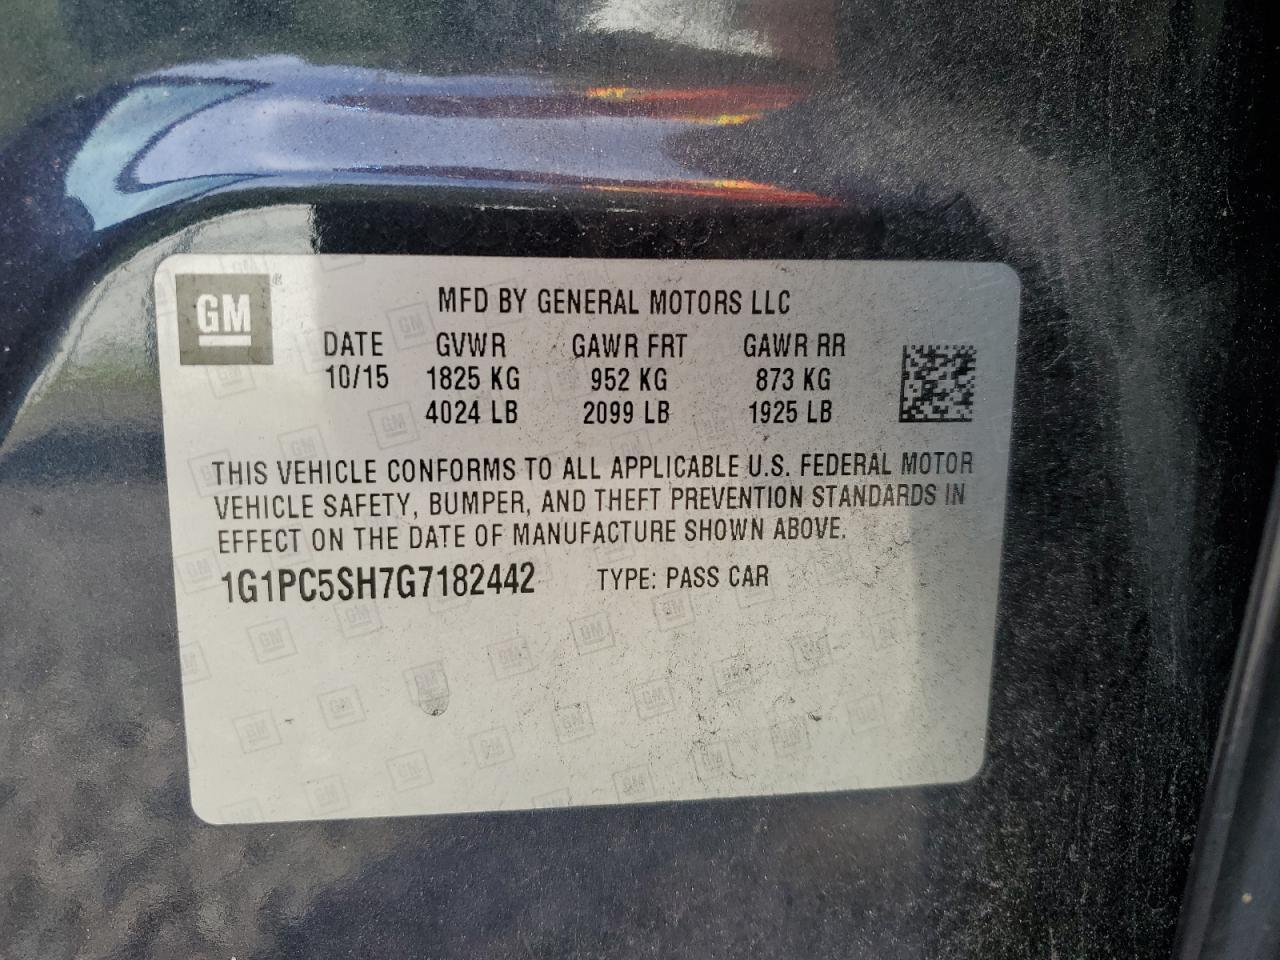 GM
MFD BY GENERAL MOTORS LLC
DATE GVWR GAWR FRT GAWR RR
10/15 1825 KG 952 KG 873 KG
4024 LB 2099 LB 1925 LB
THIS VEHICLE CONFORMS TO ALL APPLICABLE U.S. FEDERAL MOTOR
VEHICLE SAFETY, BUMPER, AND THEFT PREVENTION STANDARDS IN
EFFECT ON THE DATE OF MANUFACTURE SHOWN ABOVE.
1G1PC5SH7G7182442 TYPE: PASS CAR